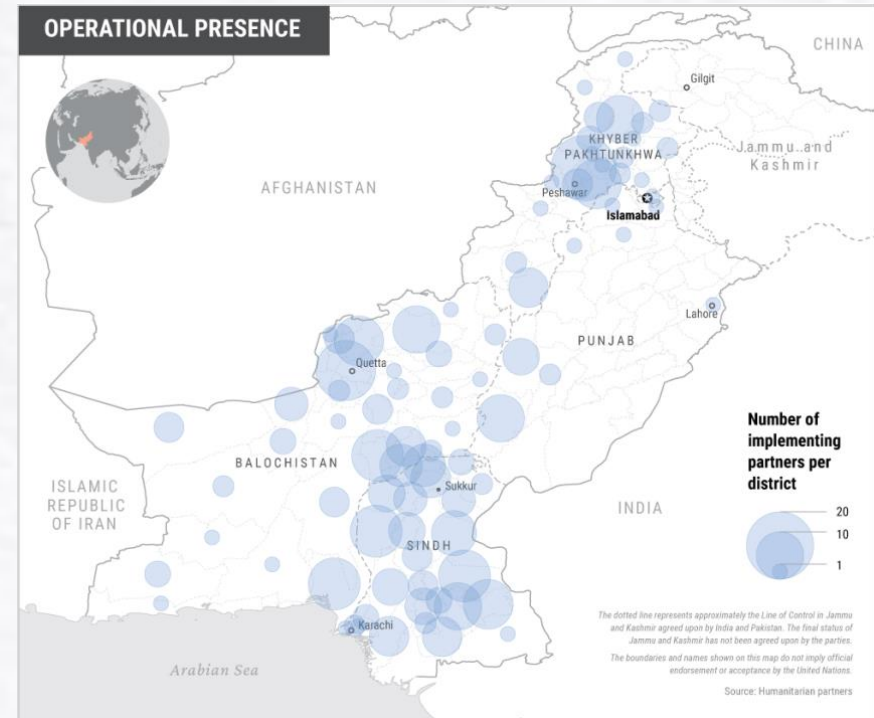 OPERATIONAL PRESENCE
CHINA
Gilgit
KHYBER
PAKHTUNKHWA
Jammu and
Kashmir
AFGHANISTAN
Peshawar
Islamabad
Lahore
PUNJAB
Quetta
BALOCHISTAN
ISLAMIC
REPUBLIC
OF IRAN
Sukkur
INDIA
SINDH
Karachi
Arabian Sea
Number of
implementing
partners per
district
20
10
1
The dotted line represents approximately the Line of Control in Jammu
and Kashmir agreed upon by India and Pakistan. The final status of
Jammu and Kashmir has not been agreed upon by the parties.
The boundaries and names shown on this map do not imply official
endorsement or acceptance by the United Nations.
Source: Humanitarian partners